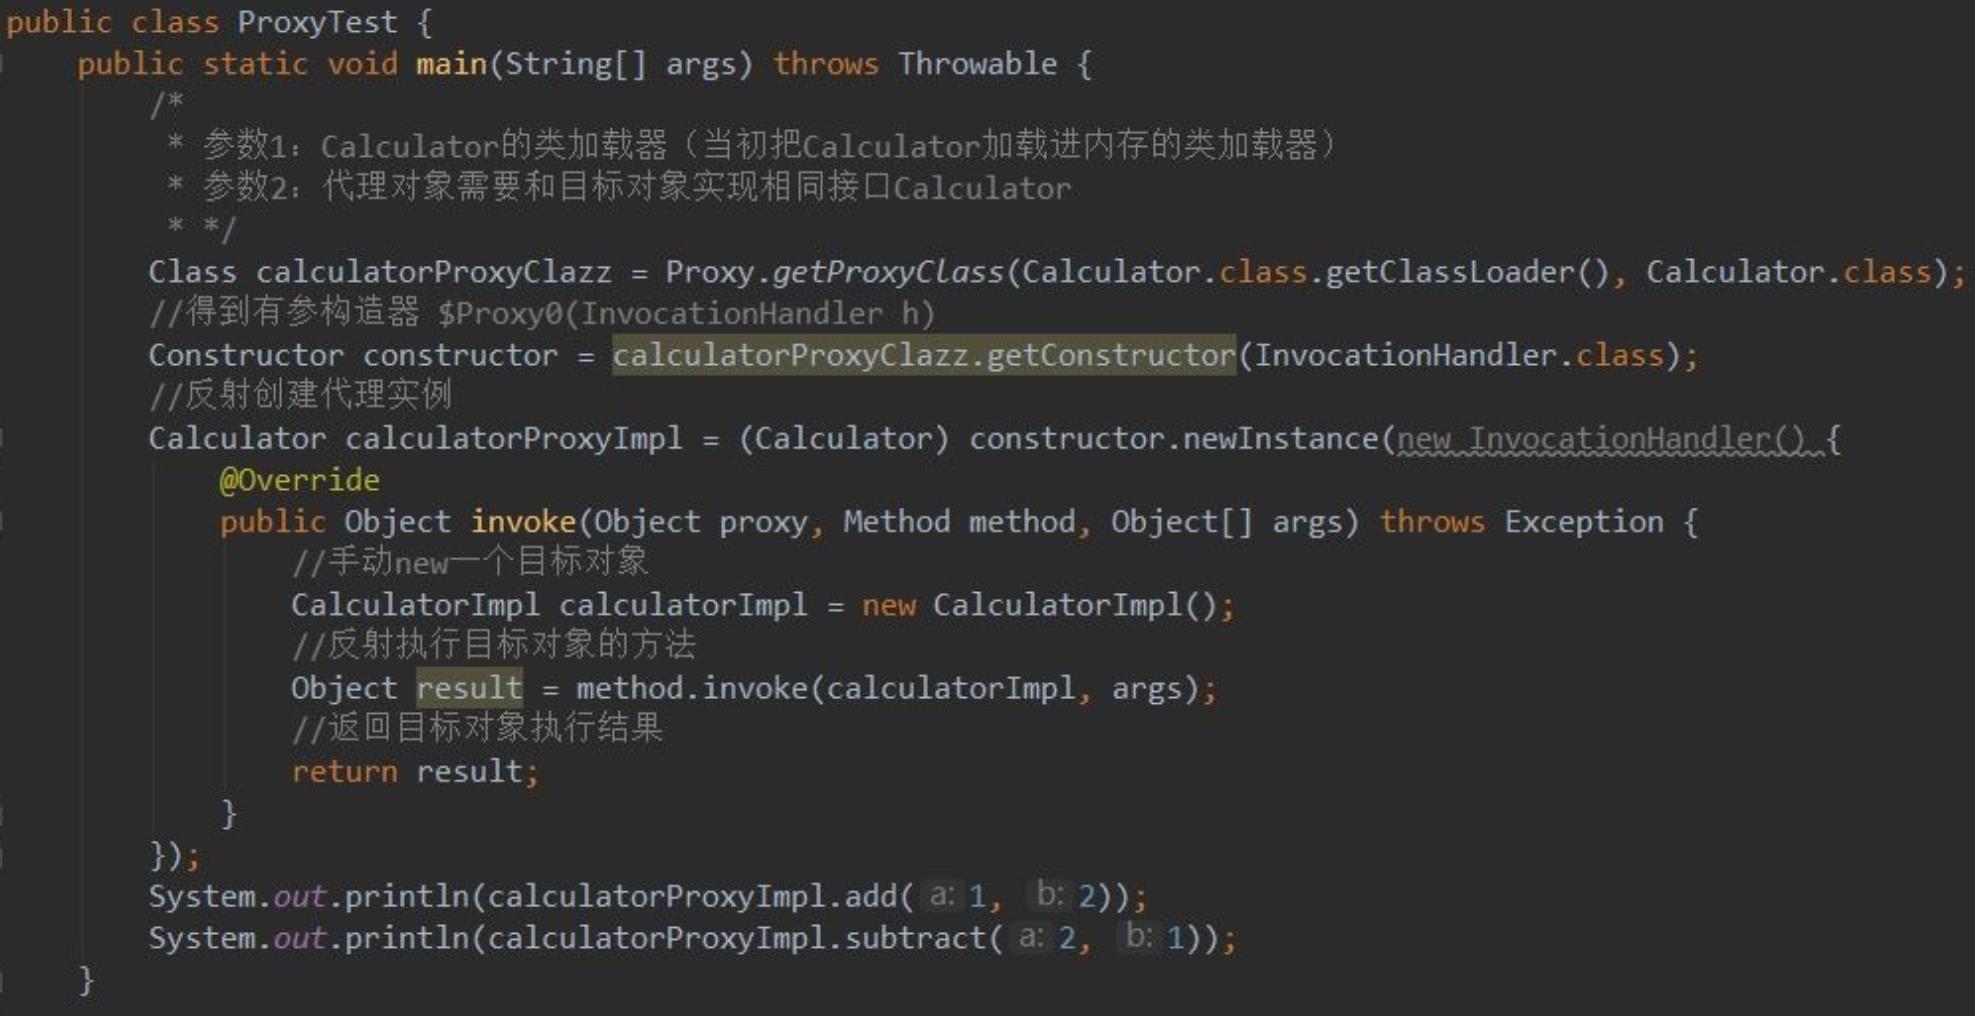 public class ProxyTest {
public static void main(String[] args) throws Throwable {
/*
* 参数1：Calculator的类加载器（当初把Calculator加载进内存的类加载器）
* 参数2：代理对象需要和目标对象实现相同接口Calculator
* */
Class calculatorProxyClazz = Proxy.getProxyClass(Calculator.class.getClassLoader(), Calculator.class);
//得到有参构造器 $Proxy0(InvocationHandler h)
Constructor constructor = calculatorProxyClazz.getConstructor(InvocationHandler.class);
//反射创建代理实例
Calculator calculatorProxyImpl = (Calculator) constructor.newInstance(new InvocationHandler() {
@Override
public Object invoke(Object proxy, Method method, Object[] args) throws Exception {
//手动new一个目标对象
CalculatorImpl calculatorImpl = new CalculatorImpl();
//反射执行目标对象的方法
Object result = method.invoke(calculatorImpl, args);
//返回目标对象执行结果
return result;
}
});
System.out.println(calculatorProxyImpl.add( a: 1, b: 2));
System.out.println(calculatorProxyImpl.subtract( a: 2, b: 1));
}